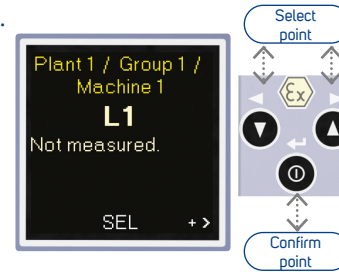 .
Select
point
Plant 1 / Group 1 /
Machine 1
L1
Not measured.
SEL + >
Ex
Confirm
point